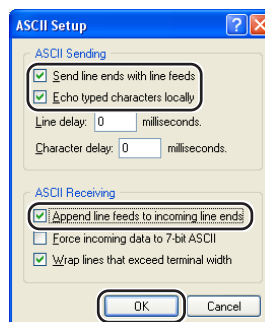 ASCII Setup
ASCII Sending
Send line ends with line feeds
Echo typed characters locally
Line delay: 0 milliseconds.
Character delay: 0 milliseconds.
ASCII Receiving
Append line feeds to incoming line ends
Force incoming data to 7-bit ASCII
Wrap lines that exceed terminal width
OK Cancel